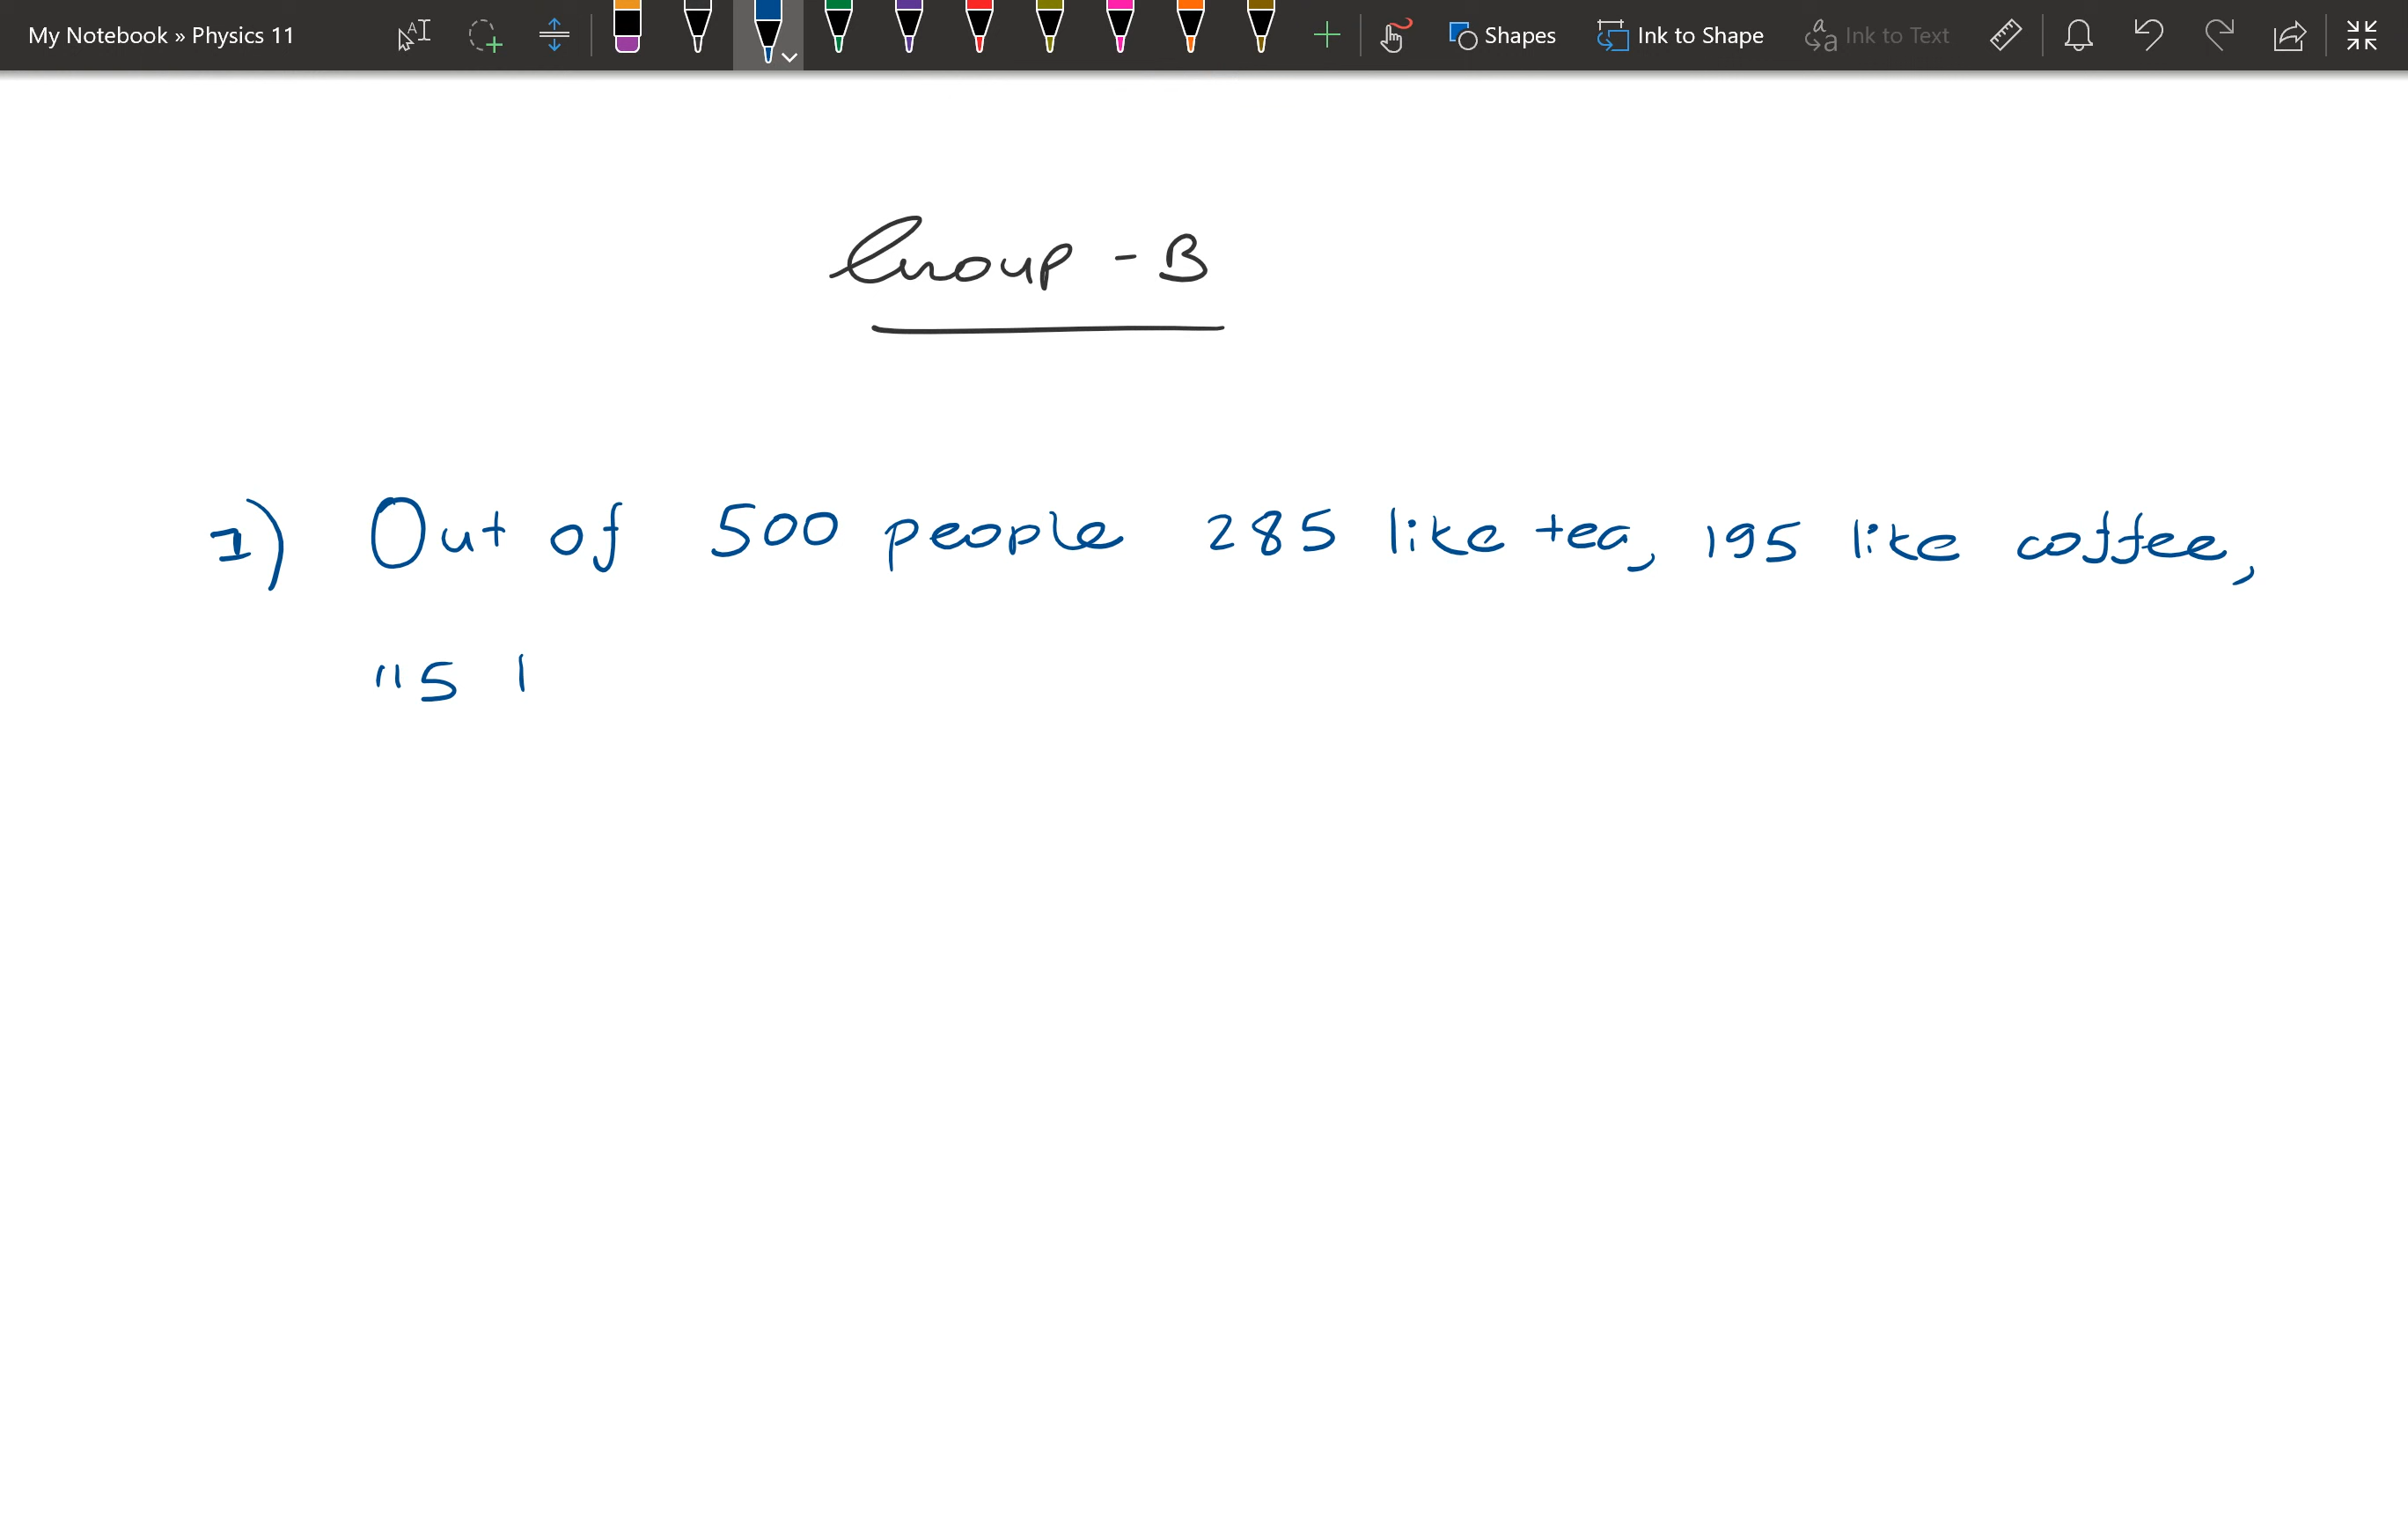 My Notebook » Physics 11 Shapes Ink to Shape Ink to Text
Group - B
1) Out of 500 people 285 like tea, 195 like coffee,
115 l